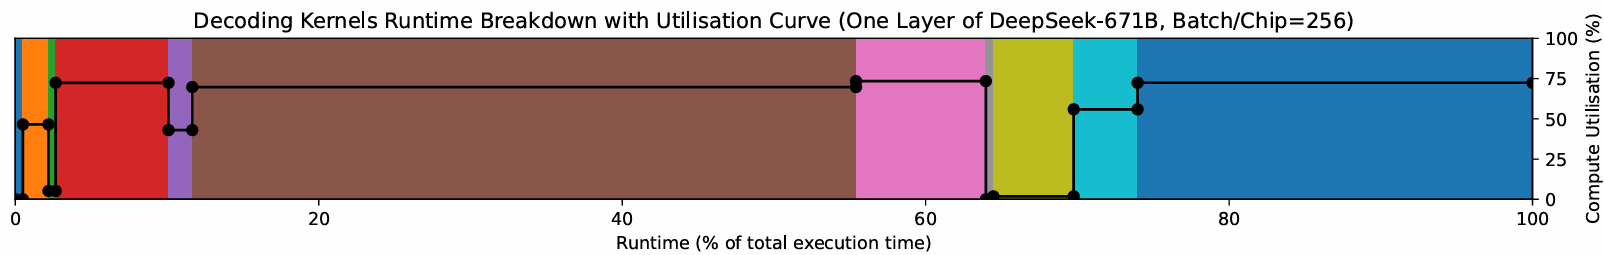 Decoding Kernels Runtime Breakdown with Utilisation Curve (One Layer of DeepSeek-671B, Batch/Chip=256)
100
75
50
25
0
Compute Utilisation (%)
0 20 40 60 80 100
Runtime (% of total execution time)